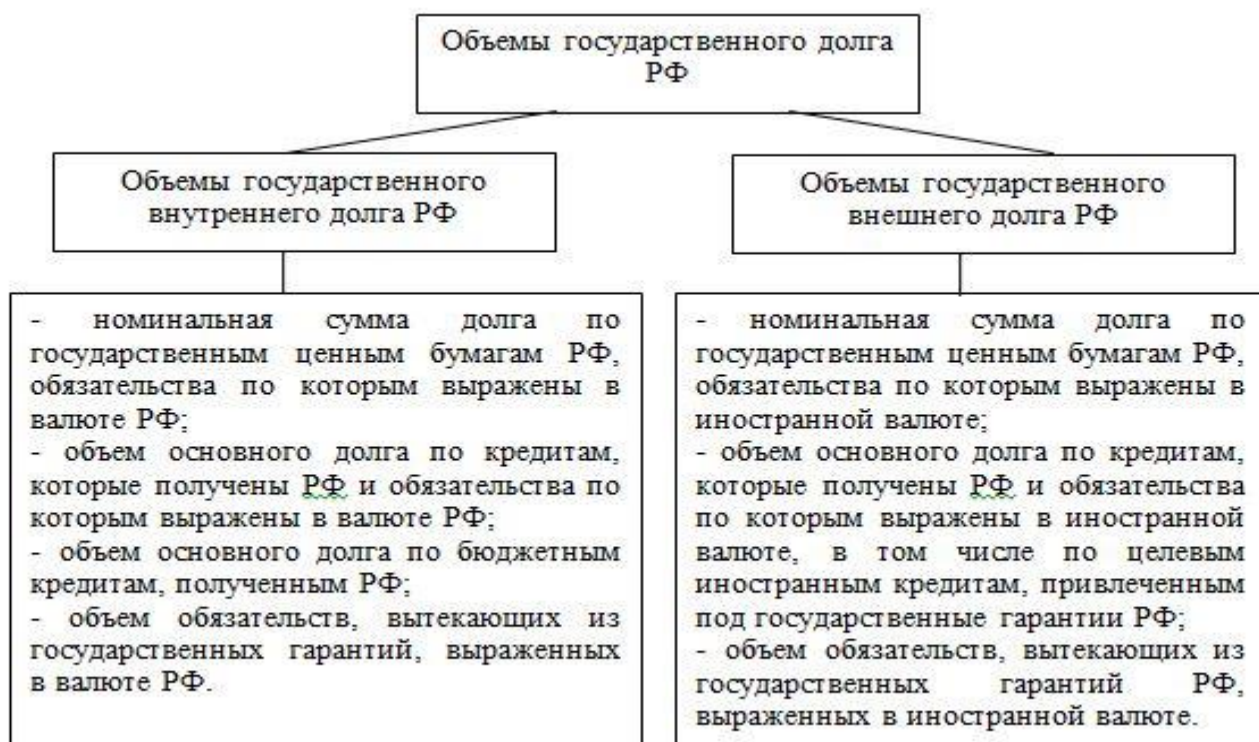 Объемы государственного долга
РФ
Объемы государственного
внутреннего долга РФ
Объемы государственного
внешнего долга РФ
- номинальная сумма долга по
государственным ценным бумагам РФ,
обязательства по которым выражены в
валюте РФ;
- объем основного долга по кредитам,
которые получены РФ и обязательства по
которым выражены в валюте РФ;
- объем основного долга по бюджетным
кредитам, полученным РФ;
- объем обязательств, вытекающих из
государственных гарантий, выраженных
в валюте РФ.
- номинальная сумма долга по
государственным ценным бумагам РФ,
обязательства по которым выражены в
иностранной валюте;
- объем основного долга по кредитам,
которые получены РФ и обязательства
по которым выражены в иностранной
валюте, в том числе по целевым
иностранным кредитам, привлеченным
под государственные гарантии РФ;
- объем обязательств, вытекающих из
государственных гарантий РФ,
выраженных в иностранной валюте.